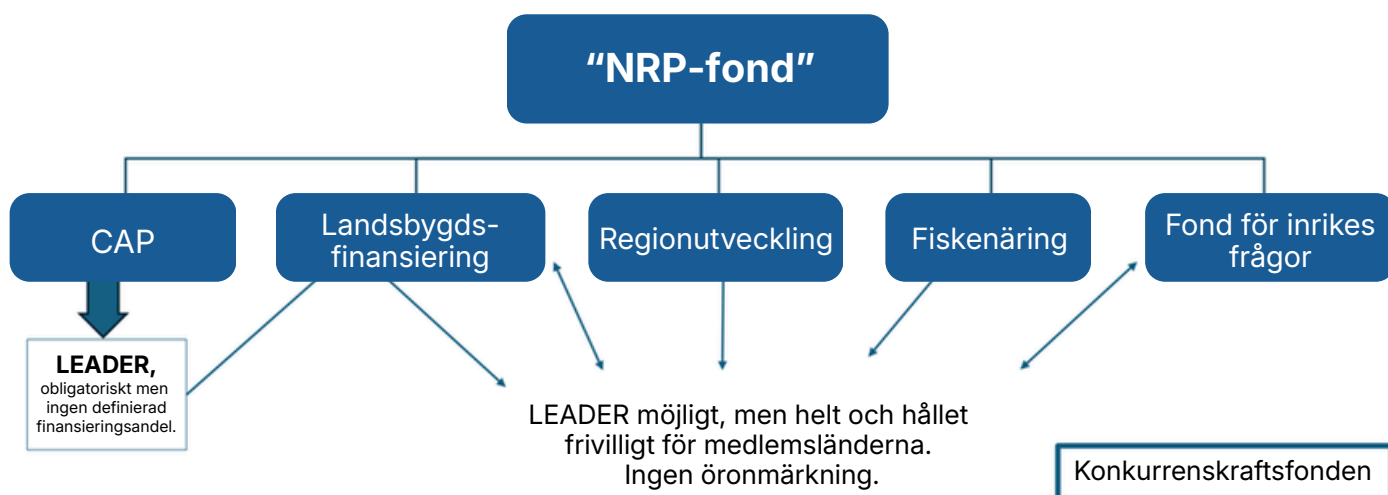 “NRP-fond”
CAP
Landsbygds-
finansiering
Regionutveckling
Fiskenäring
Fond för inrikes
frågor
LEADER,
obligatoriskt men
ingen definierad
finansieringsandel.
LEADER möjligt, men helt och hållet
frivilligt för medlemsländerna.
Ingen öronmärkning.
Konkurrenskraftsfonden